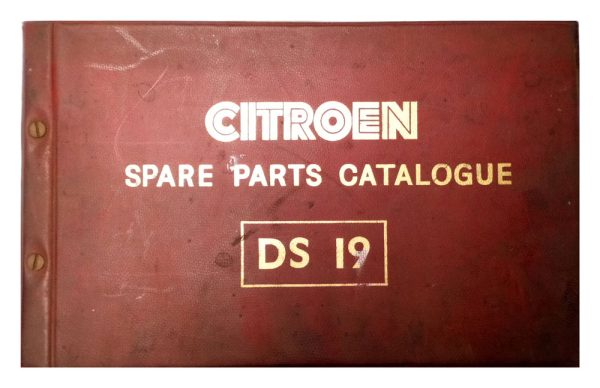 CITROEN
SPARE PARTS CATALOGUE
DS 19